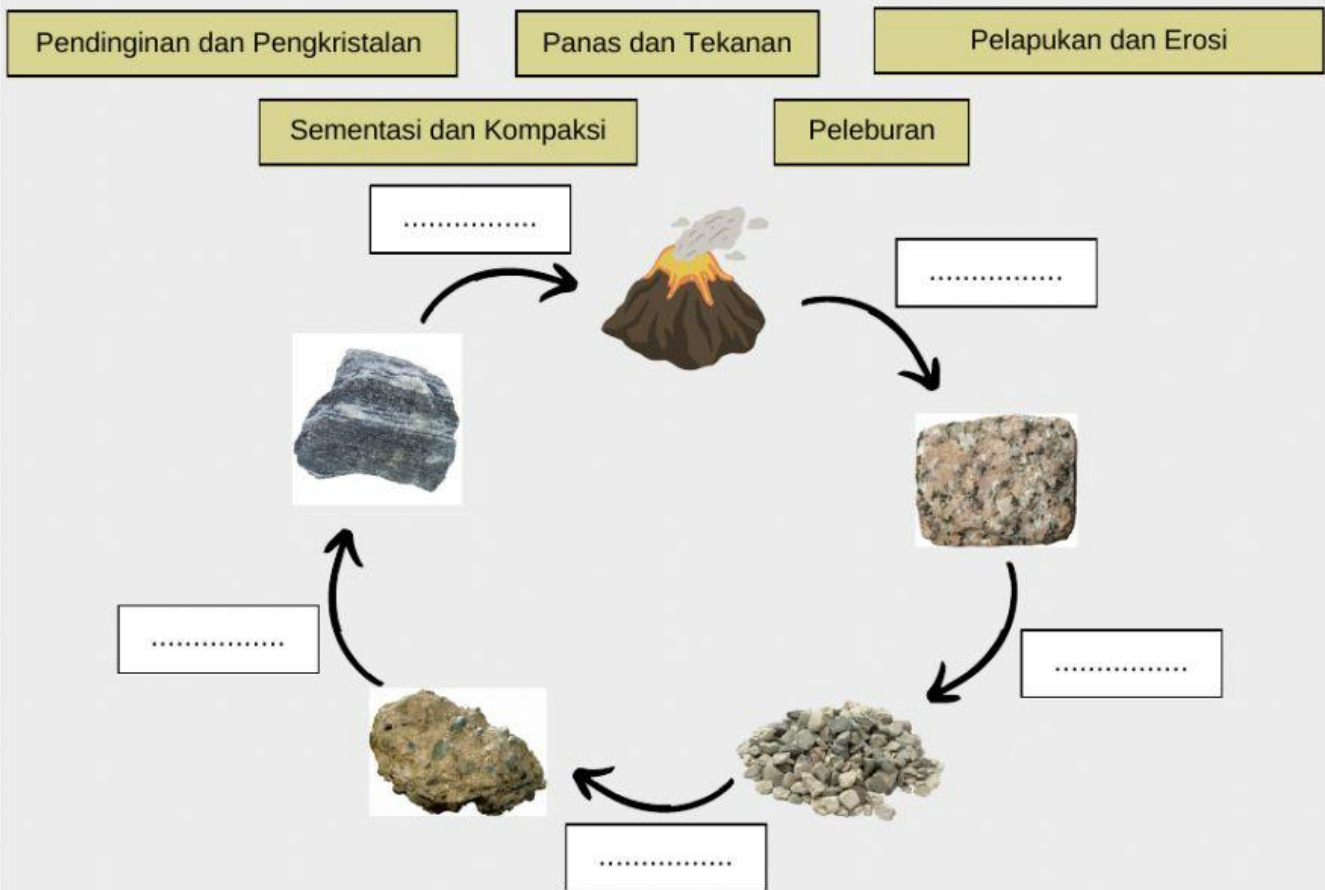 Pendinginan dan Pengkristalan
Panas dan Tekanan
Pelapukan dan Erosi
Sementasi dan Kompaksi
Peleburan
................
................
................
................
................